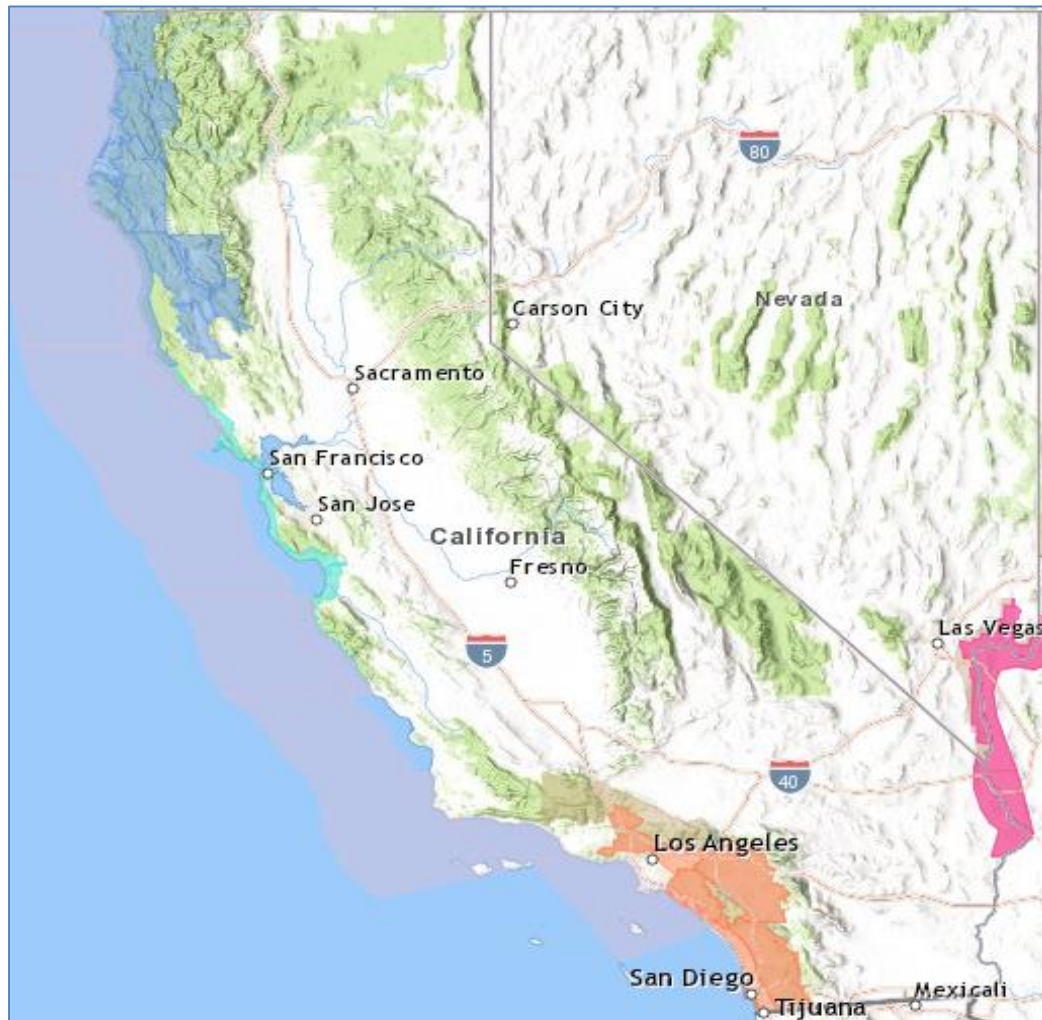 80
Nevada
Carson City
Sacramento
San Francisco
San Jose
California
Fresno
Las Vegas
5
40
Los Angeles
San Diego
Mexicali
Tijuana